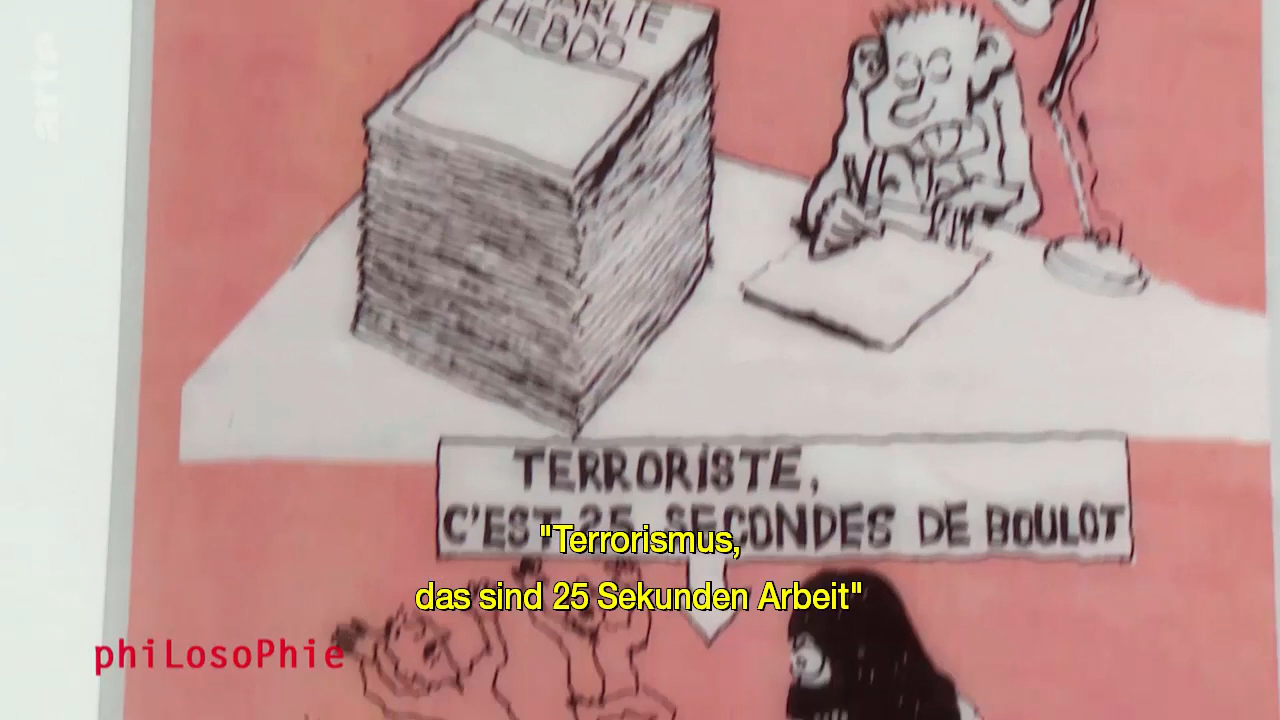 arte
CHARLIE
HEBDO
TERRORISTE,
C'EST 25 SECONDES DE BOULOT
"Terrorismus,
das sind 25 Sekunden Arbeit"
phiLosoPhie